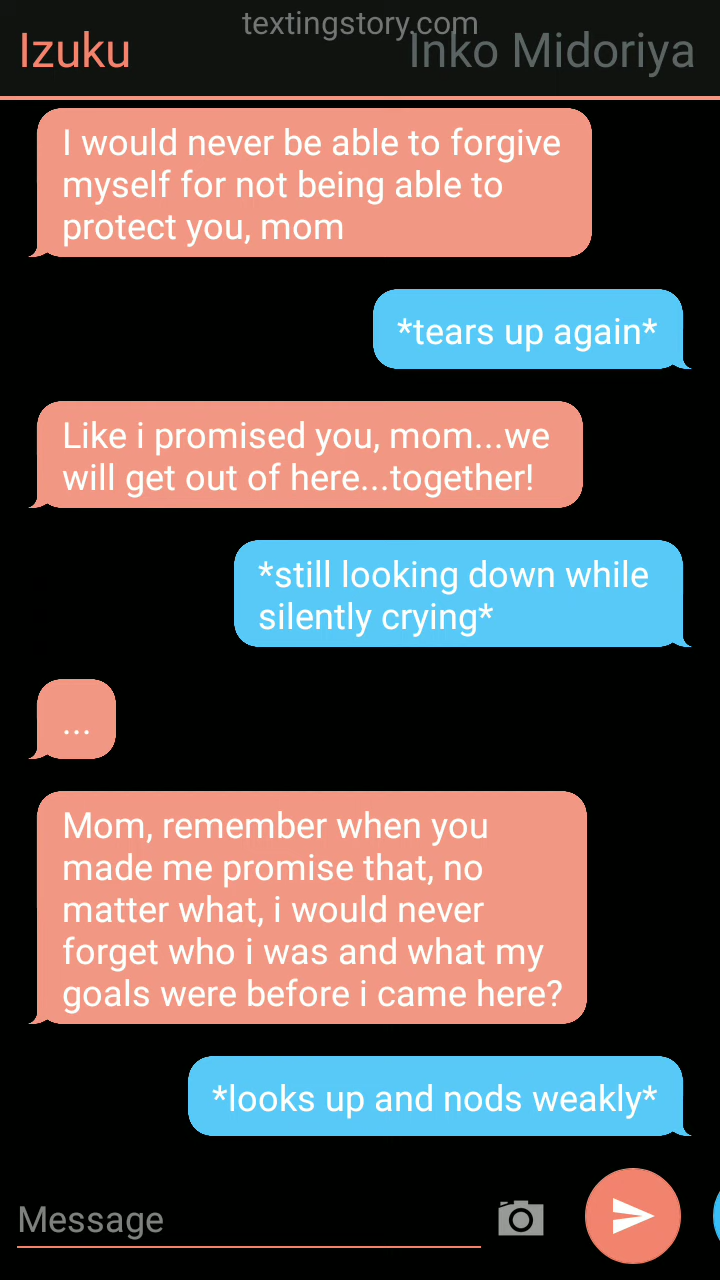 textingstory.com
Izuku
Inko Midoriya
I would never be able to forgive
myself for not being able to
protect you, mom
*tears up again*
Like i promised you, mom...we
will get out of here...together!
*still looking down while
silently crying*
...
Mom, remember when you
made me promise that, no
matter what, i would never
forget who i was and what my
goals were before i came here?
*looks up and nods weakly*
Message